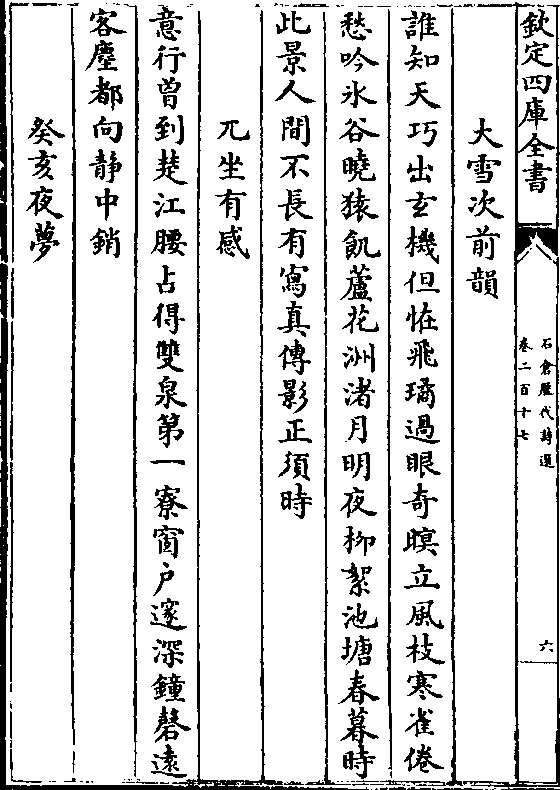 欽定四庫全書
石倉歷代詩選
卷二百十七
六
大雪次前韻
誰知天巧出玄機但恠飛璚過眼奇暝立風枝寒雀倦
愁吟氷谷曉猿飢蘆花洲渚月明夜栁絮池塘春暮時
此景人間不長有寫真傳影正須時
兀坐有感
意行曽到楚江腰占得雙泉第一寮窗户邃深鐘磬逺
客塵都向静中銷
癸亥夜夢